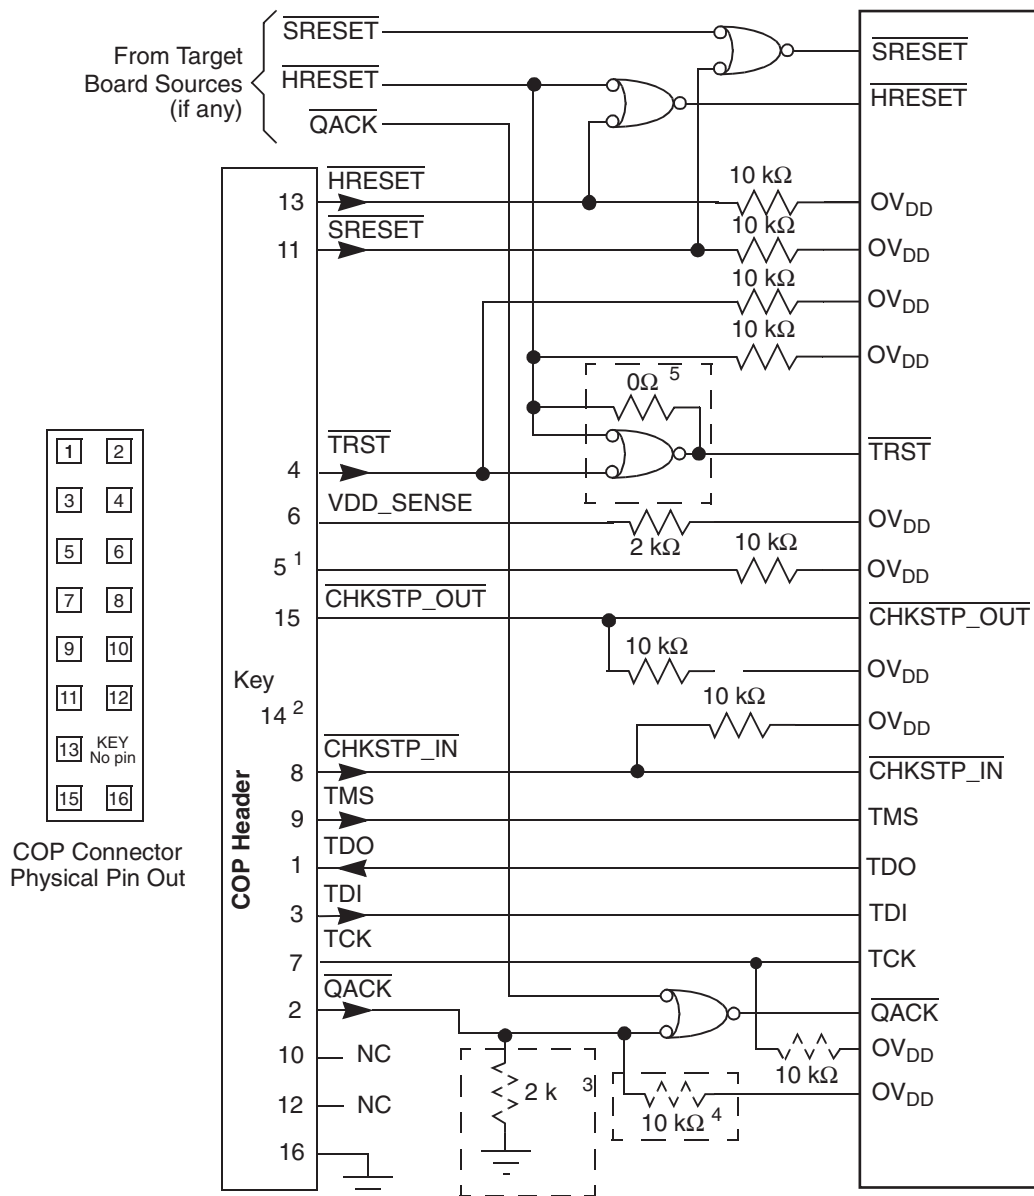 From Target
Board Sources
(if any)
SRESET
HRESET
QACK
SRESET
HRESET
13 HRESET 10 kΩ OVDD
11 SRESET 10 kΩ OVDD
10 kΩ OVDD
10 kΩ OVDD
0Ω 5
4 TRST TRST
6 VDD_SENSE 2 kΩ OVDD
5 1 10 kΩ OVDD
15 CHKSTP_OUT CHKSTP_OUT
10 kΩ OVDD
Key
14 2
10 kΩ OVDD
8 CHKSTP_IN CHKSTP_IN
9 TMS TMS
1 TDO TDO
3 TDI TDI
7 TCK TCK
2 QACK QACK
10 kΩ OVDD
10 NC
2 k 3
10 kΩ 4 OVDD
12 NC
16
COP Header
1 2
3 4
5 6
7 8
9 10
11 12
13 KEY
No pin
15 16
COP Connector
Physical Pin Out